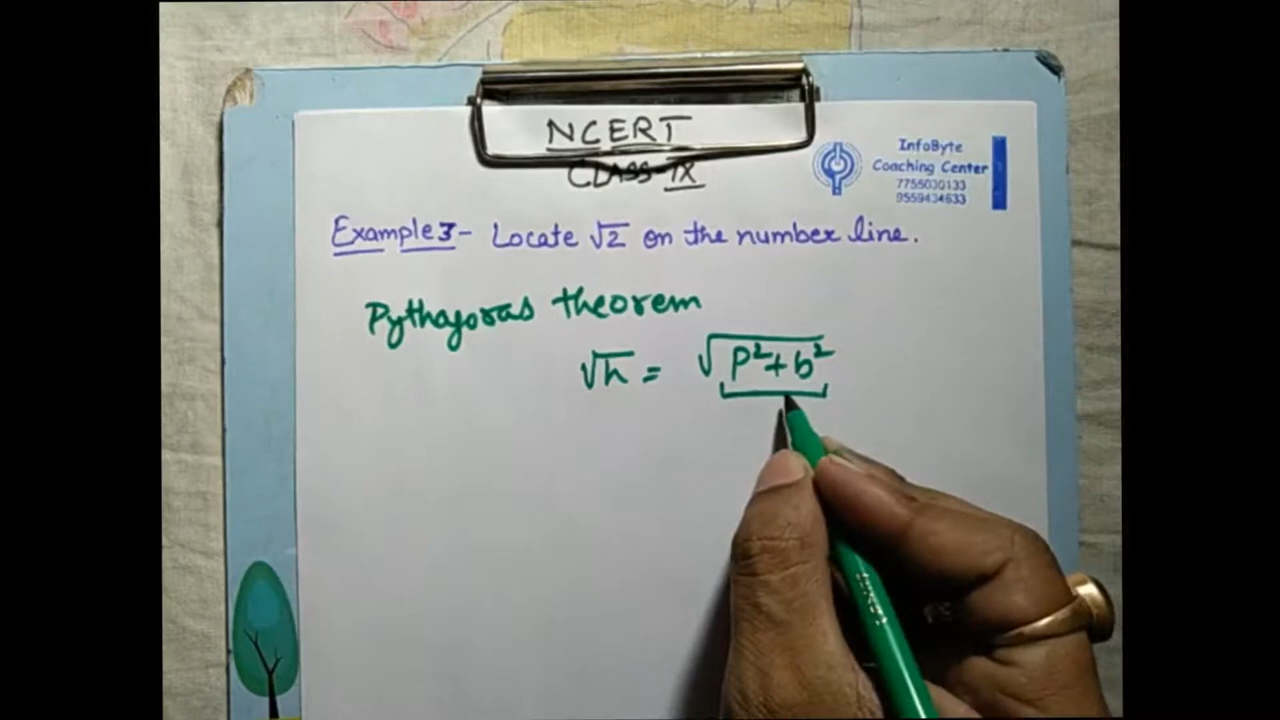 NCERT
CLASS-IX
InfoByte
Coaching Center
7755030133
9559434633
Example 3- Locate √2 on the number line.
Pythagoras theorem
√h = √p²+b²